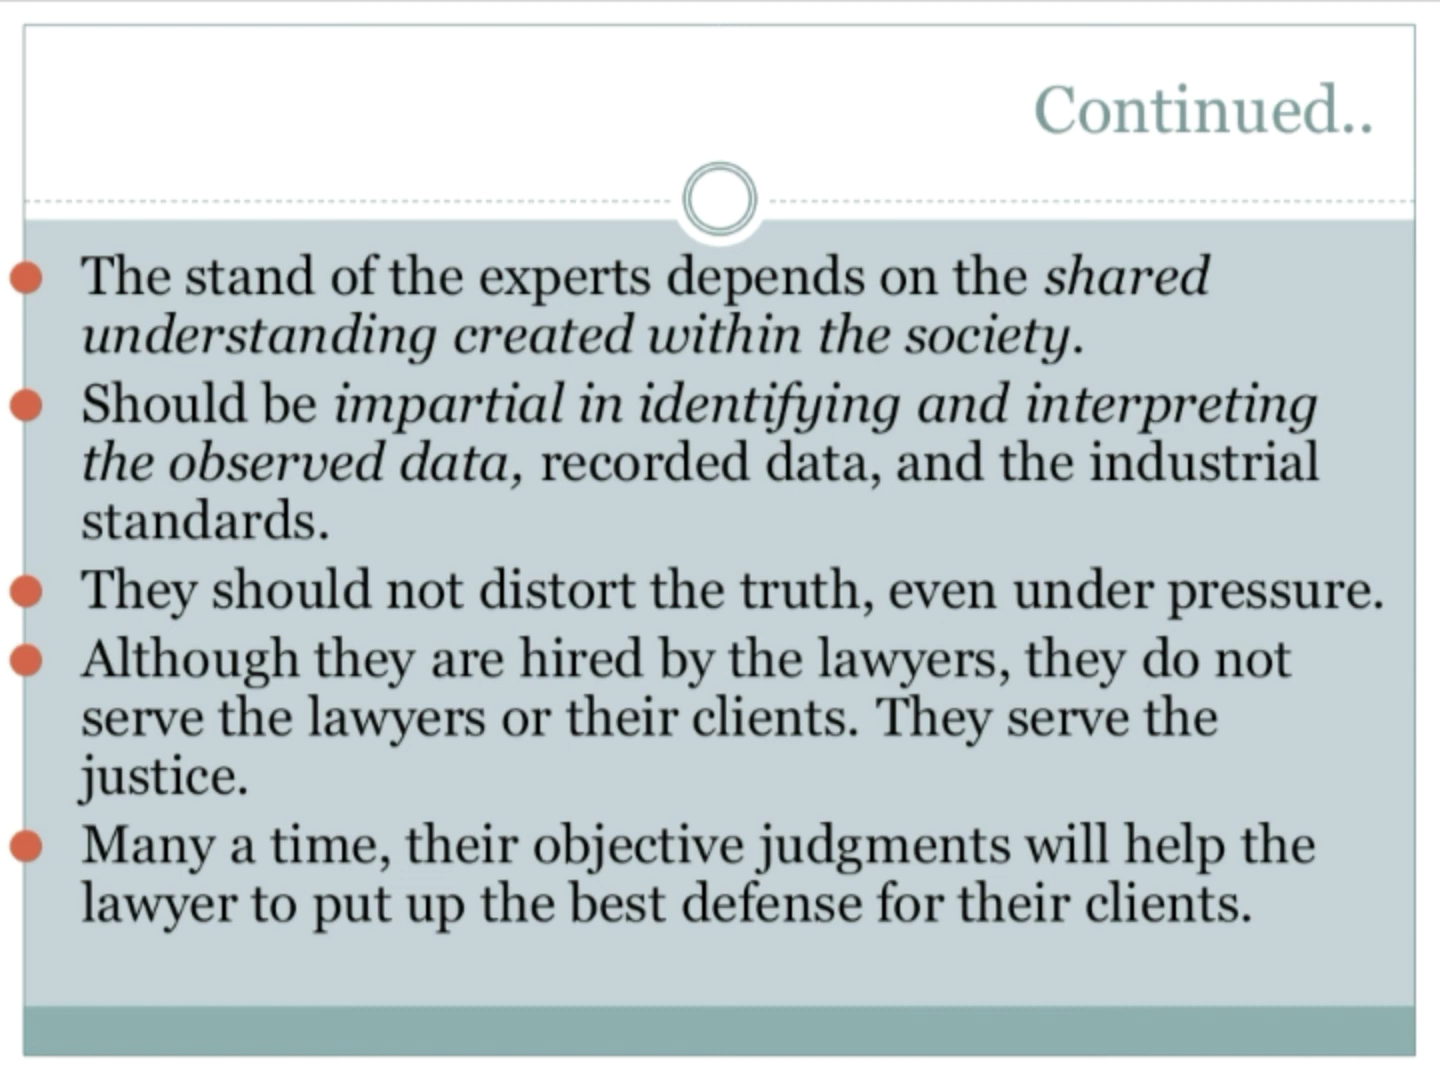 Continued..
The stand of the experts depends on the shared
understanding created within the society.
Should be impartial in identifying and interpreting
the observed data, recorded data, and the industrial
standards.
They should not distort the truth, even under pressure.
Although they are hired by the lawyers, they do not
serve the lawyers or their clients. They serve the
justice.
Many a time, their objective judgments will help the
lawyer to put up the best defense for their clients.